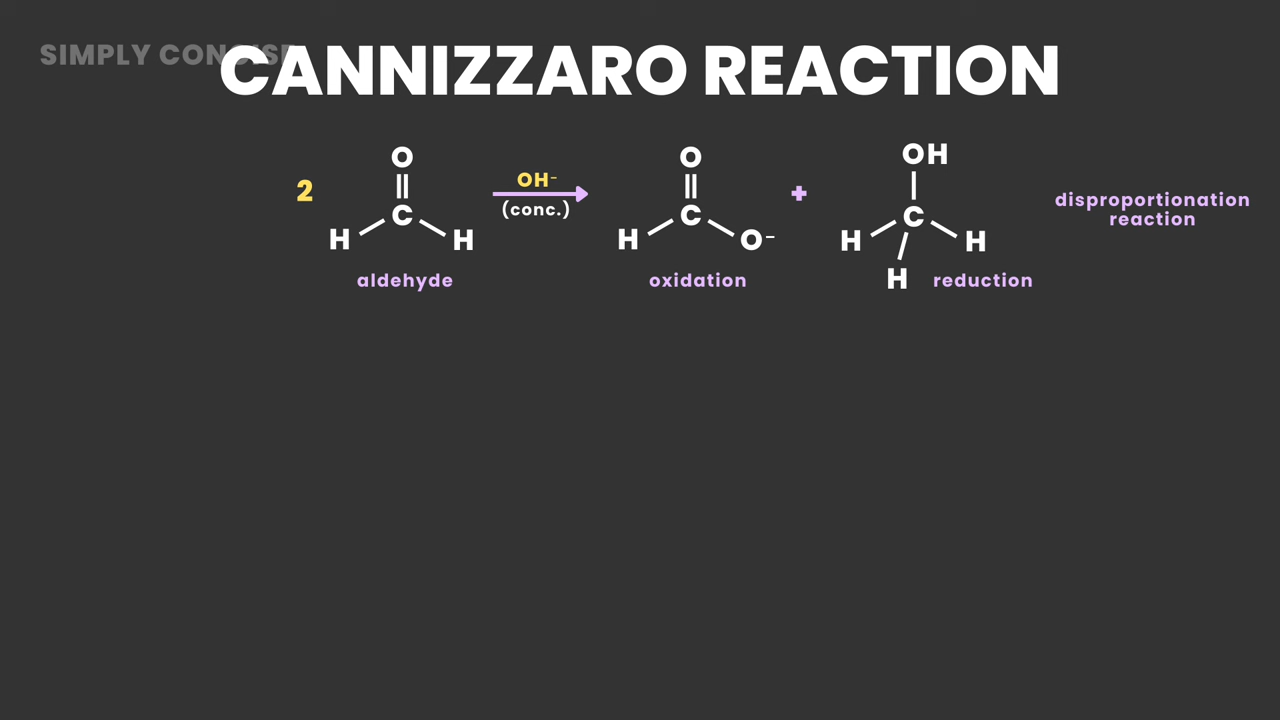 SIMPLY CONCISE
CANNIZZARO REACTION
2
O
C
H H
OH⁻
(conc.)
aldehyde
O
C
H O⁻
oxidation
+
OH
C
H H
H
reduction
disproportionation
reaction